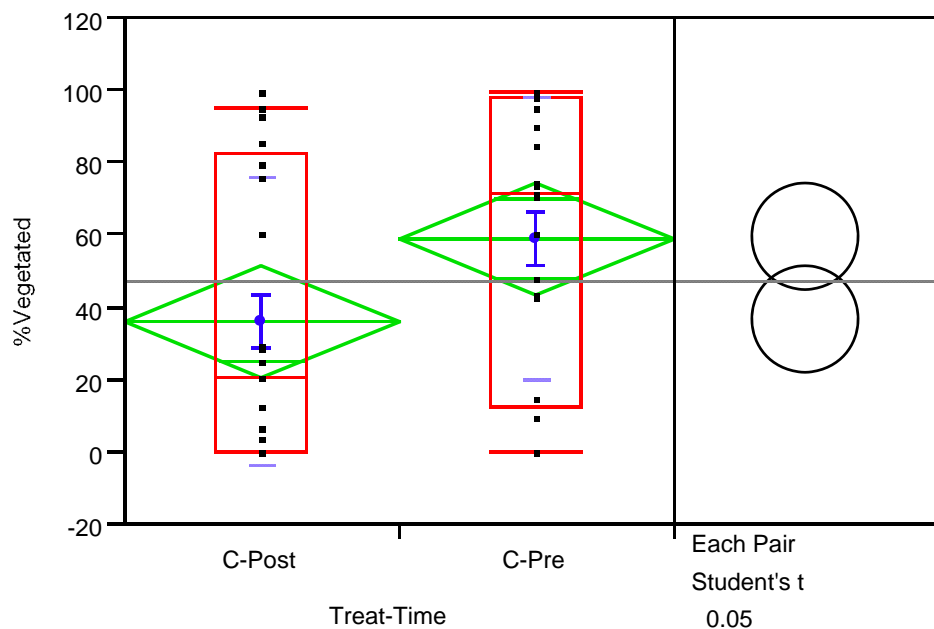 120
100
80
60
40
20
0
-20
%Vegetated
C-Post
C-Pre
Treat-Time
Each Pair
Student's t
0.05